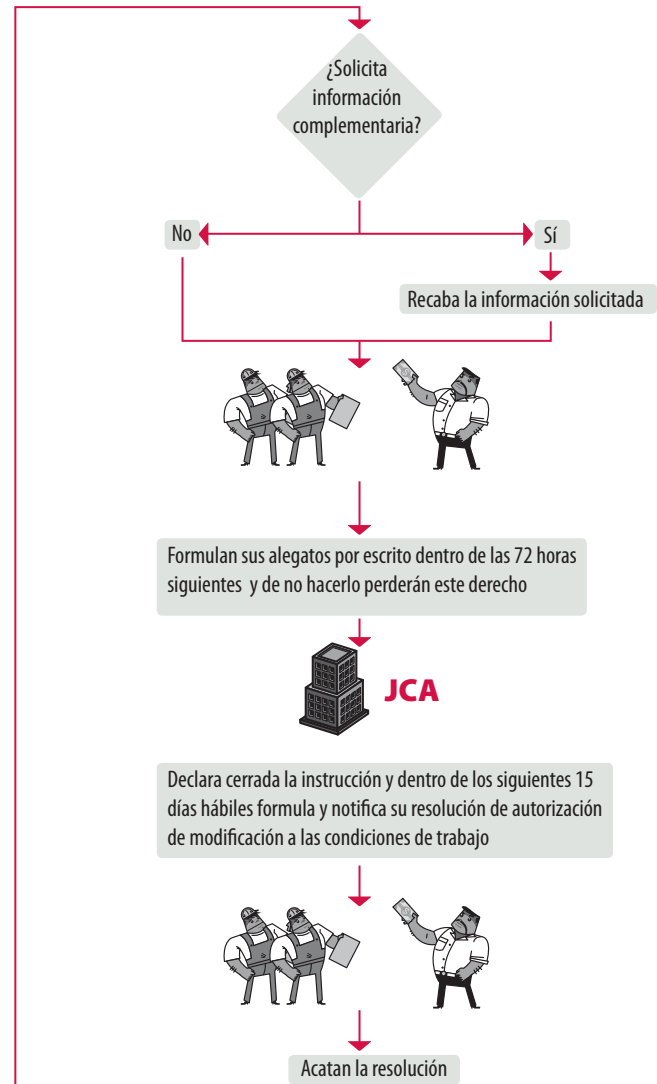 ¿Solicita
información
complementaria?
No
Sí
Recaba la información solicitada
Formulan sus alegatos por escrito dentro de las 72 horas
siguientes y de no hacerlo perderán este derecho
JCA
Declara cerrada la instrucción y dentro de los siguientes 15
días hábiles formula y notifica su resolución de autorización
de modificación a las condiciones de trabajo
Acatan la resolución